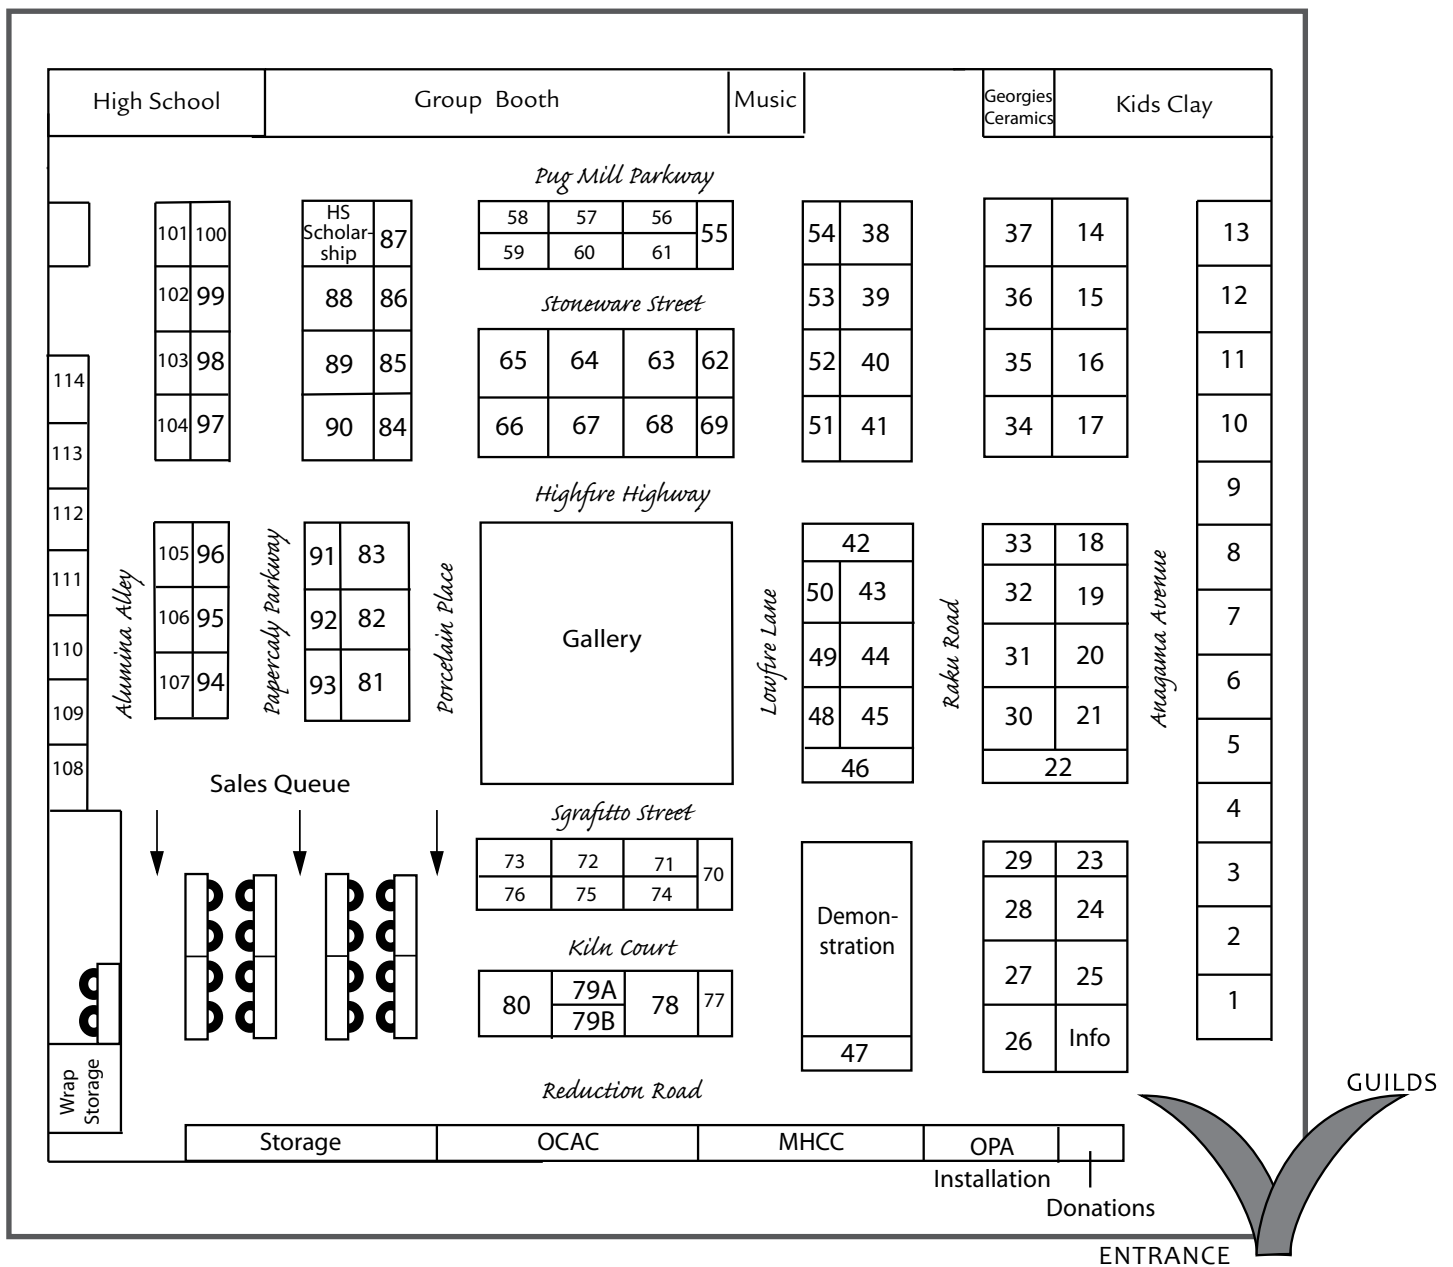 High School
Group Booth
Music
Georgies
Ceramics
Kids Clay
Pug Mill Parkway
101 100
HS
Scholar-
ship
87
58 57 56
55
59 60 61
54 38
37 14
13
102 99
88 86
Stoneware Street
53 39
36 15
12
103 98
89 85
65 64 63 62
52 40
35 16
11
114
104 97
90 84
66 67 68 69
51 41
34 17
10
113
Highfire Highway
9
112
105 96
91 83
42
33 18
8
111
50 43
32 19
106 95
92 82
Gallery
7
110
49 44
31 20
107 94
93 81
6
109
48 45
30 21
5
108
46
22
Alumina Alley
Papercaly Parkway
Porcelain Place
Lowfire Lane
Raku Road
Anagama Avenue
Sales Queue
Sgrafitto Street
4
73 72 71
70
76 75 74
29 23
3
Demon-
stration
28 24
2
Kiln Court
27 25
1
80
79A
79B
78 77
47
26 Info
Wrap
Storage
Reduction Road
GUILDS
Storage
OCAC
MHCC
OPA
Installation
Donations
ENTRANCE